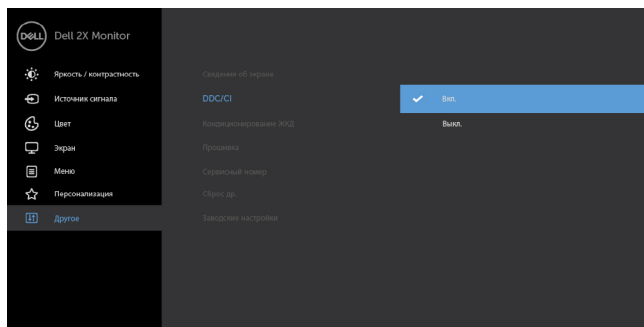 DELL Dell 2X Monitor
Яркость / контрастность
Источник сигнала
Цвет
Экран
Меню
Персонализация
Другое
Сведения об экране
DDC/CI
Кондиционирование ЖКД
Прошивка
Сервисный номер
Сброс др.
Заводские настройки
Вкл.
Выкл.